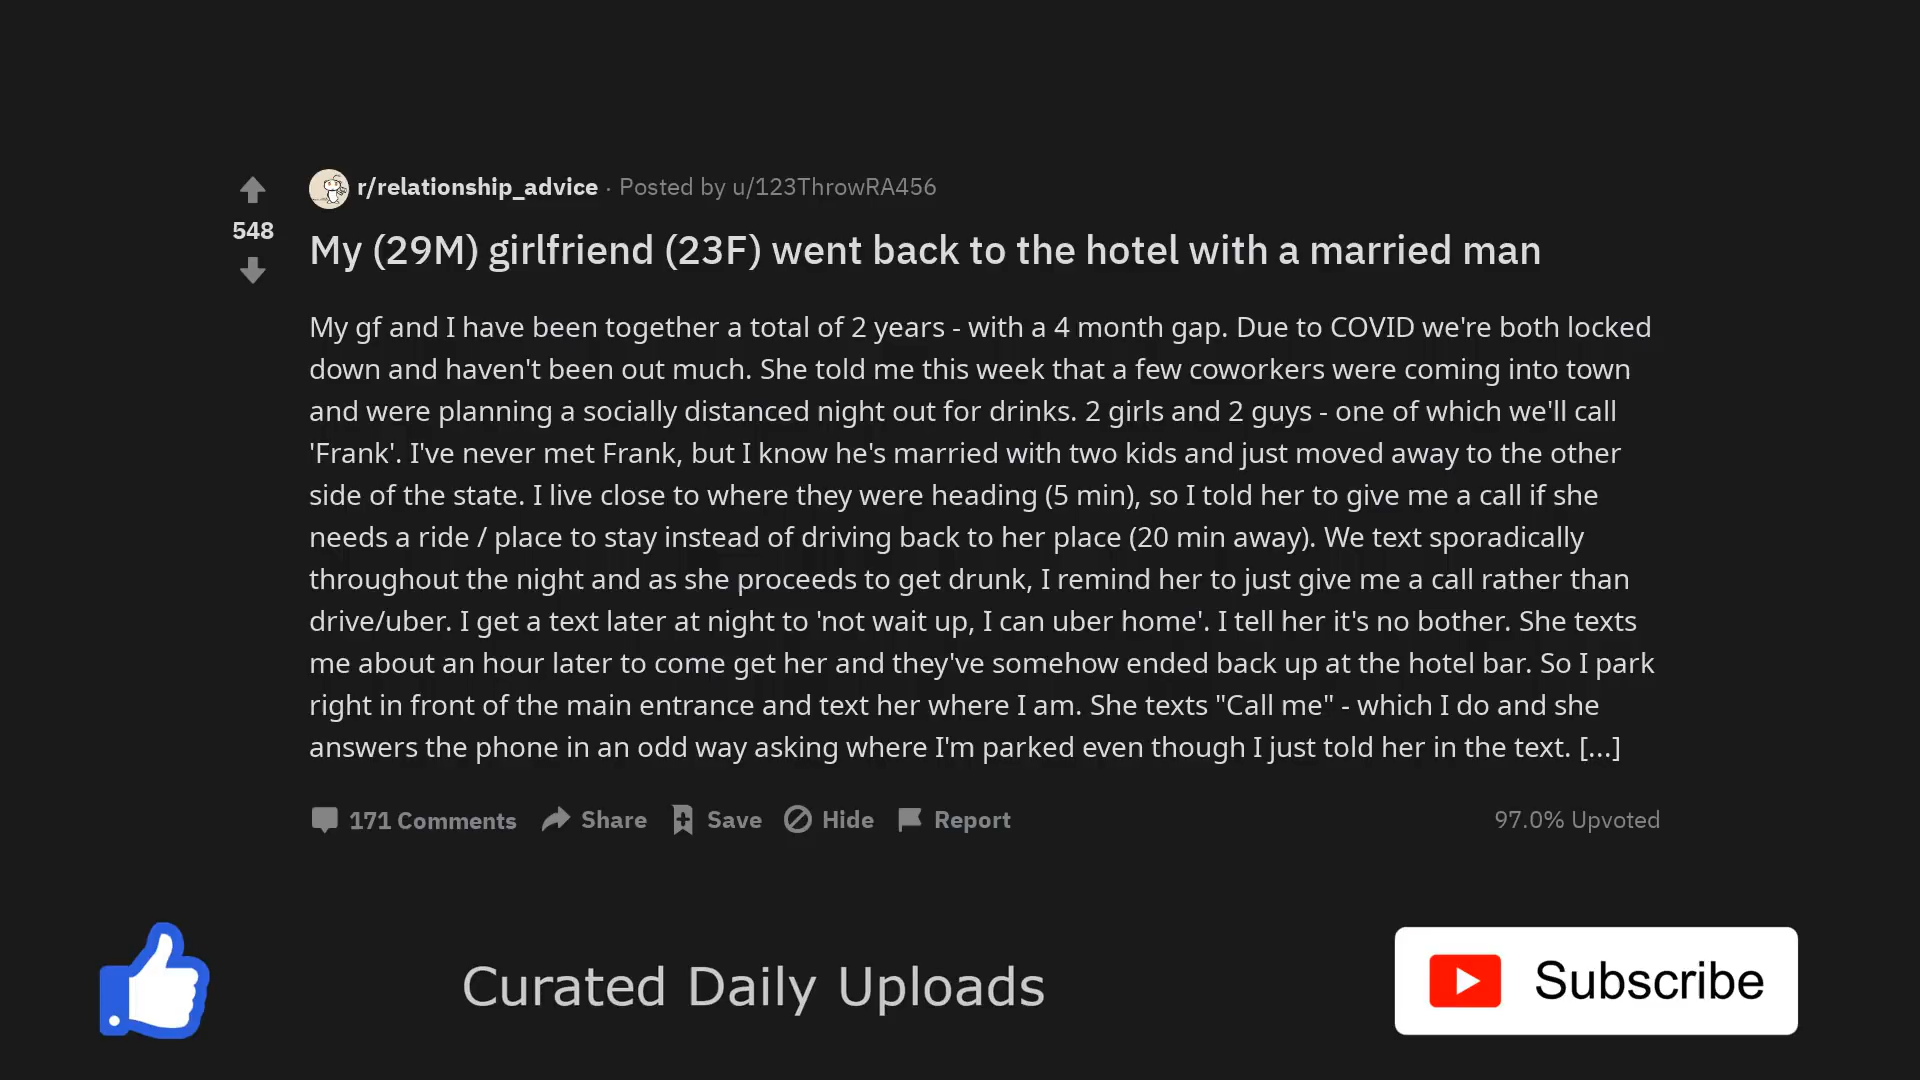 r/relationship_advice · Posted by u/123ThrowRA456
548
My (29M) girlfriend (23F) went back to the hotel with a married man
My gf and I have been together a total of 2 years - with a 4 month gap. Due to COVID we're both locked
down and haven't been out much. She told me this week that a few coworkers were coming into town
and were planning a socially distanced night out for drinks. 2 girls and 2 guys - one of which we'll call
'Frank'. I've never met Frank, but I know he's married with two kids and just moved away to the other
side of the state. I live close to where they were heading (5 min), so I told her to give me a call if she
needs a ride / place to stay instead of driving back to her place (20 min away). We text sporadically
throughout the night and as she proceeds to get drunk, I remind her to just give me a call rather than
drive/uber. I get a text later at night to 'not wait up, I can uber home'. I tell her it's no bother. She texts
me about an hour later to come get her and they've somehow ended back up at the hotel bar. So I park
right in front of the main entrance and text her where I am. She texts "Call me" - which I do and she
answers the phone in an odd way asking where I'm parked even though I just told her in the text. [...]
171 Comments Share Save Hide Report 97.0% Upvoted
Curated Daily Uploads
Subscribe